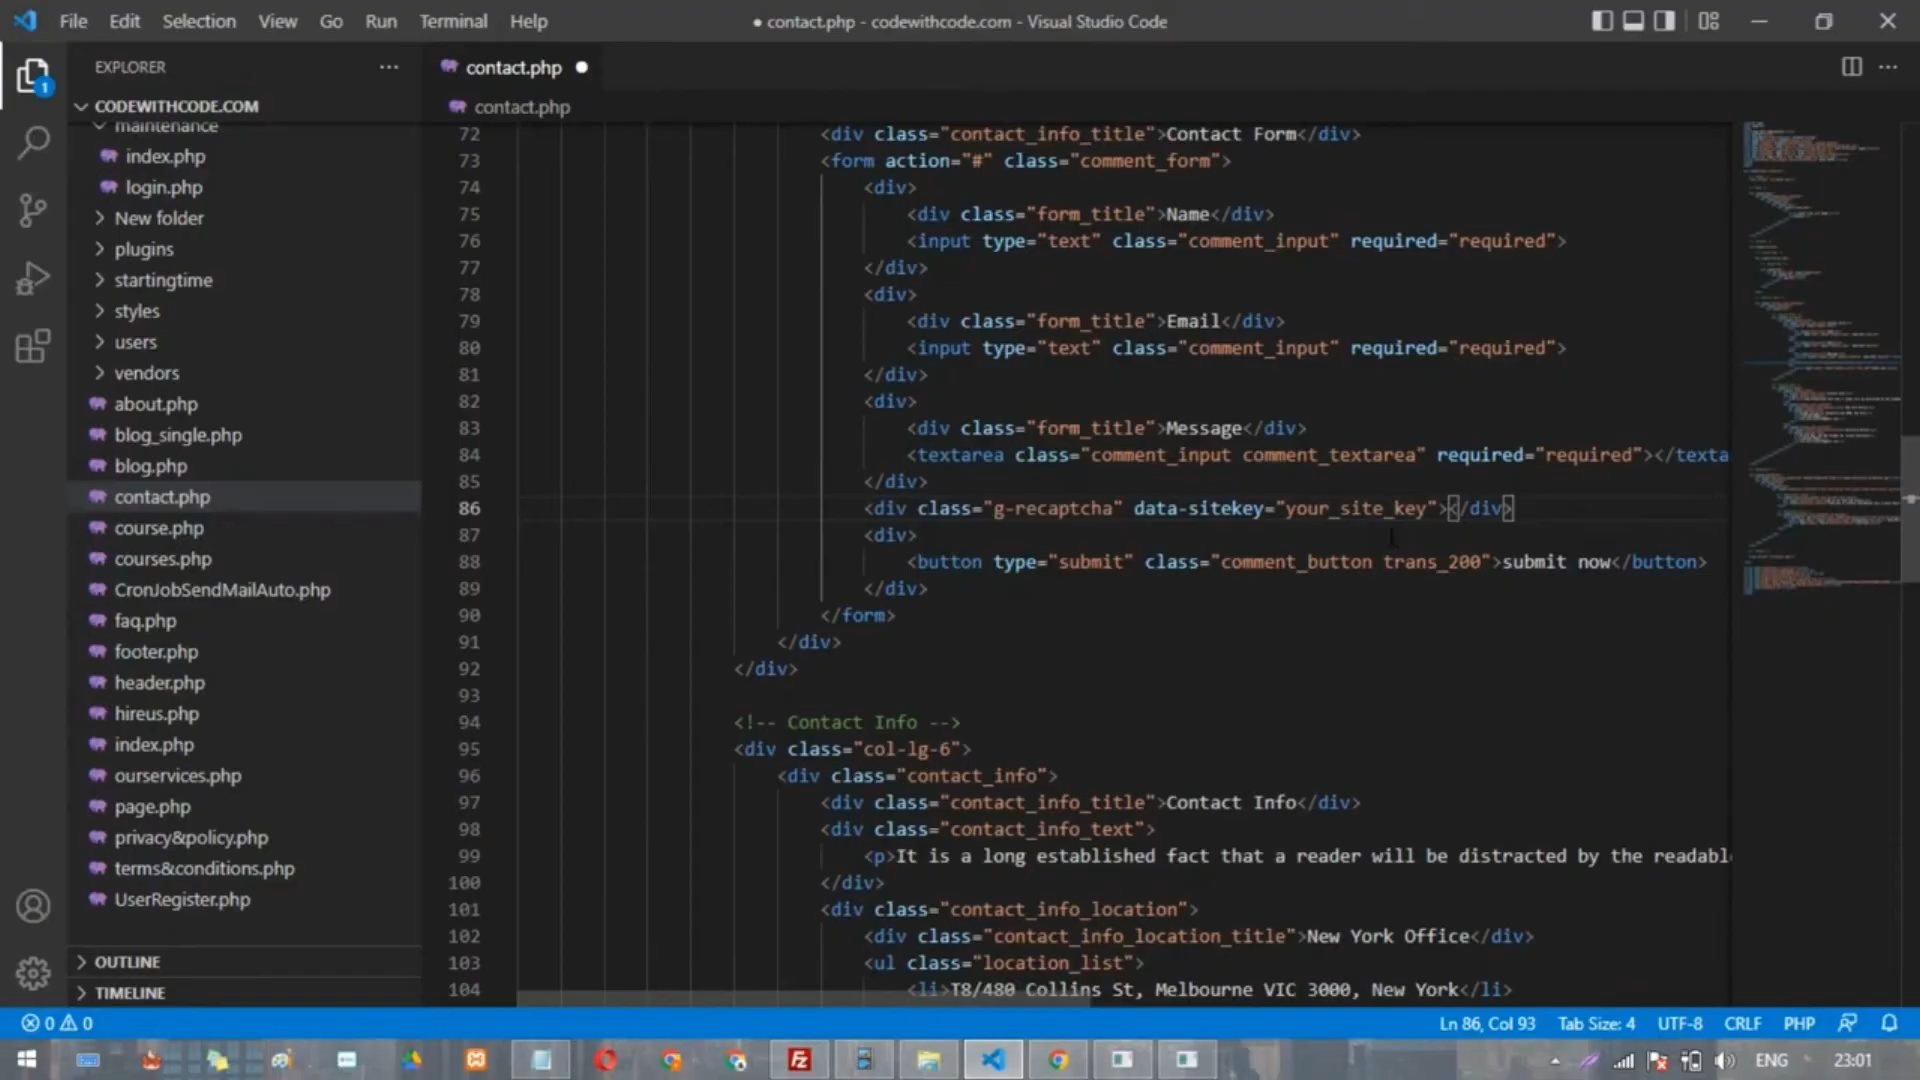 File Edit Selection View Go Run Terminal Help
● contact.php - codewithcode.com - Visual Studio Code
EXPLORER
1
CODEWITHCODE.COM
maintenance
index.php
login.php
New folder
plugins
startingtime
styles
users
vendors
about.php
blog_single.php
blog.php
contact.php
course.php
courses.php
CronJobSendMailAuto.php
faq.php
footer.php
header.php
hireus.php
index.php
ourservices.php
page.php
privacy&policy.php
terms&conditions.php
UserRegister.php
OUTLINE
TIMELINE
contact.php
contact.php
72 <div class="contact_info_title">Contact Form</div>
73 <form action="#" class="comment_form">
74 <div>
75 <div class="form_title">Name</div>
76 <input type="text" class="comment_input" required="required">
77 </div>
78 <div>
79 <div class="form_title">Email</div>
80 <input type="text" class="comment_input" required="required">
81 </div>
82 <div>
83 <div class="form_title">Message</div>
84 <textarea class="comment_input comment_textarea" required="required"></texta
85 </div>
86 <div class="g-recaptcha" data-sitekey="your_site_key"></div>
87 <div>
88 <button type="submit" class="comment_button trans_200">submit now</button>
89 </div>
90 </form>
91 </div>
92 </div>
93
94 <!-- Contact Info -->
95 <div class="col-lg-6">
96 <div class="contact_info">
97 <div class="contact_info_title">Contact Info</div>
98 <div class="contact_info_text">
99 <p>It is a long established fact that a reader will be distracted by the readabl
100 </div>
101 <div class="contact_info_location">
102 <div class="contact_info_location_title">New York Office</div>
103 <ul class="location_list">
104 <li>T8/480 Collins St, Melbourne VIC 3000, New York</li>
0 0 Ln 86, Col 93 Tab Size: 4 UTF-8 CRLF PHP
Fz ENG 23:01